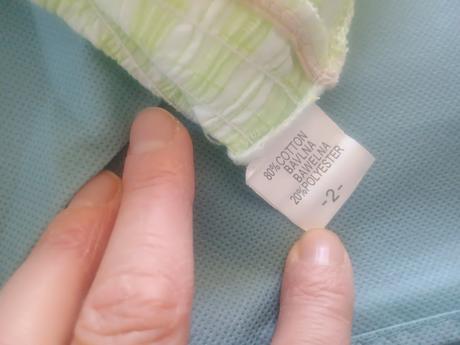 80%COTTON
BAVLNA
BAWEŁNA
20%POLYESTER
-2-